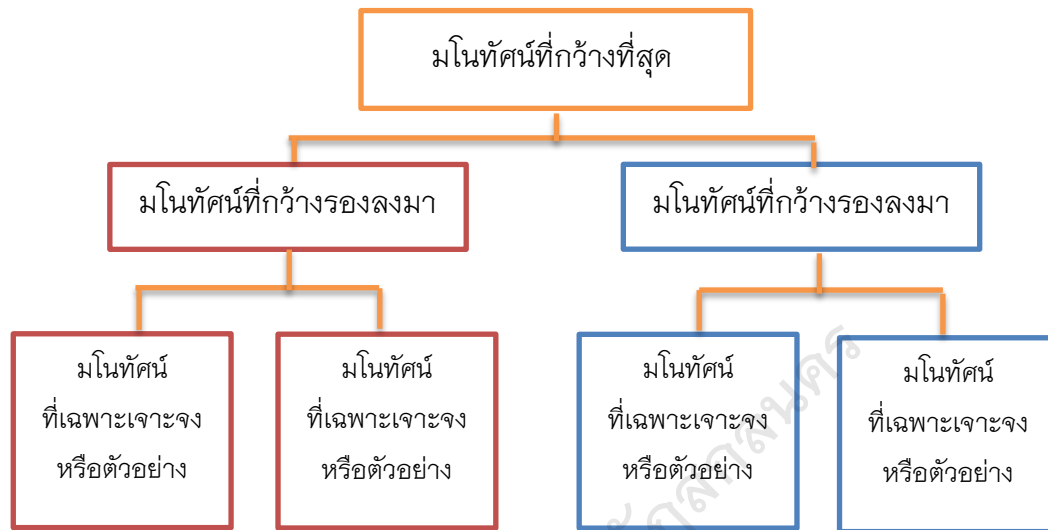 มโนทัศน์ที่กว้างที่สุด
มโนทัศน์ที่กว้างรองลงมา
มโนทัศน์ที่กว้างรองลงมา
มโนทัศน์
ที่เฉพาะเจาะจง
หรือตัวอย่าง
มโนทัศน์
ที่เฉพาะเจาะจง
หรือตัวอย่าง
มโนทัศน์
ที่เฉพาะเจาะจง
หรือตัวอย่าง
มโนทัศน์
ที่เฉพาะเจาะจง
หรือตัวอย่าง